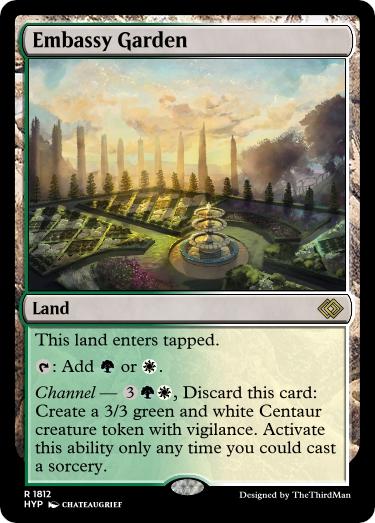 Embassy Garden
Land
This land enters tapped.
: Add or .
Channel — 3 , Discard this card:
Create a 3/3 green and white Centaur
creature token with vigilance. Activate
this ability only any time you could cast
a sorcery.
R 1812
HYP CHATEAUGRIEF
Designed by TheThirdMan